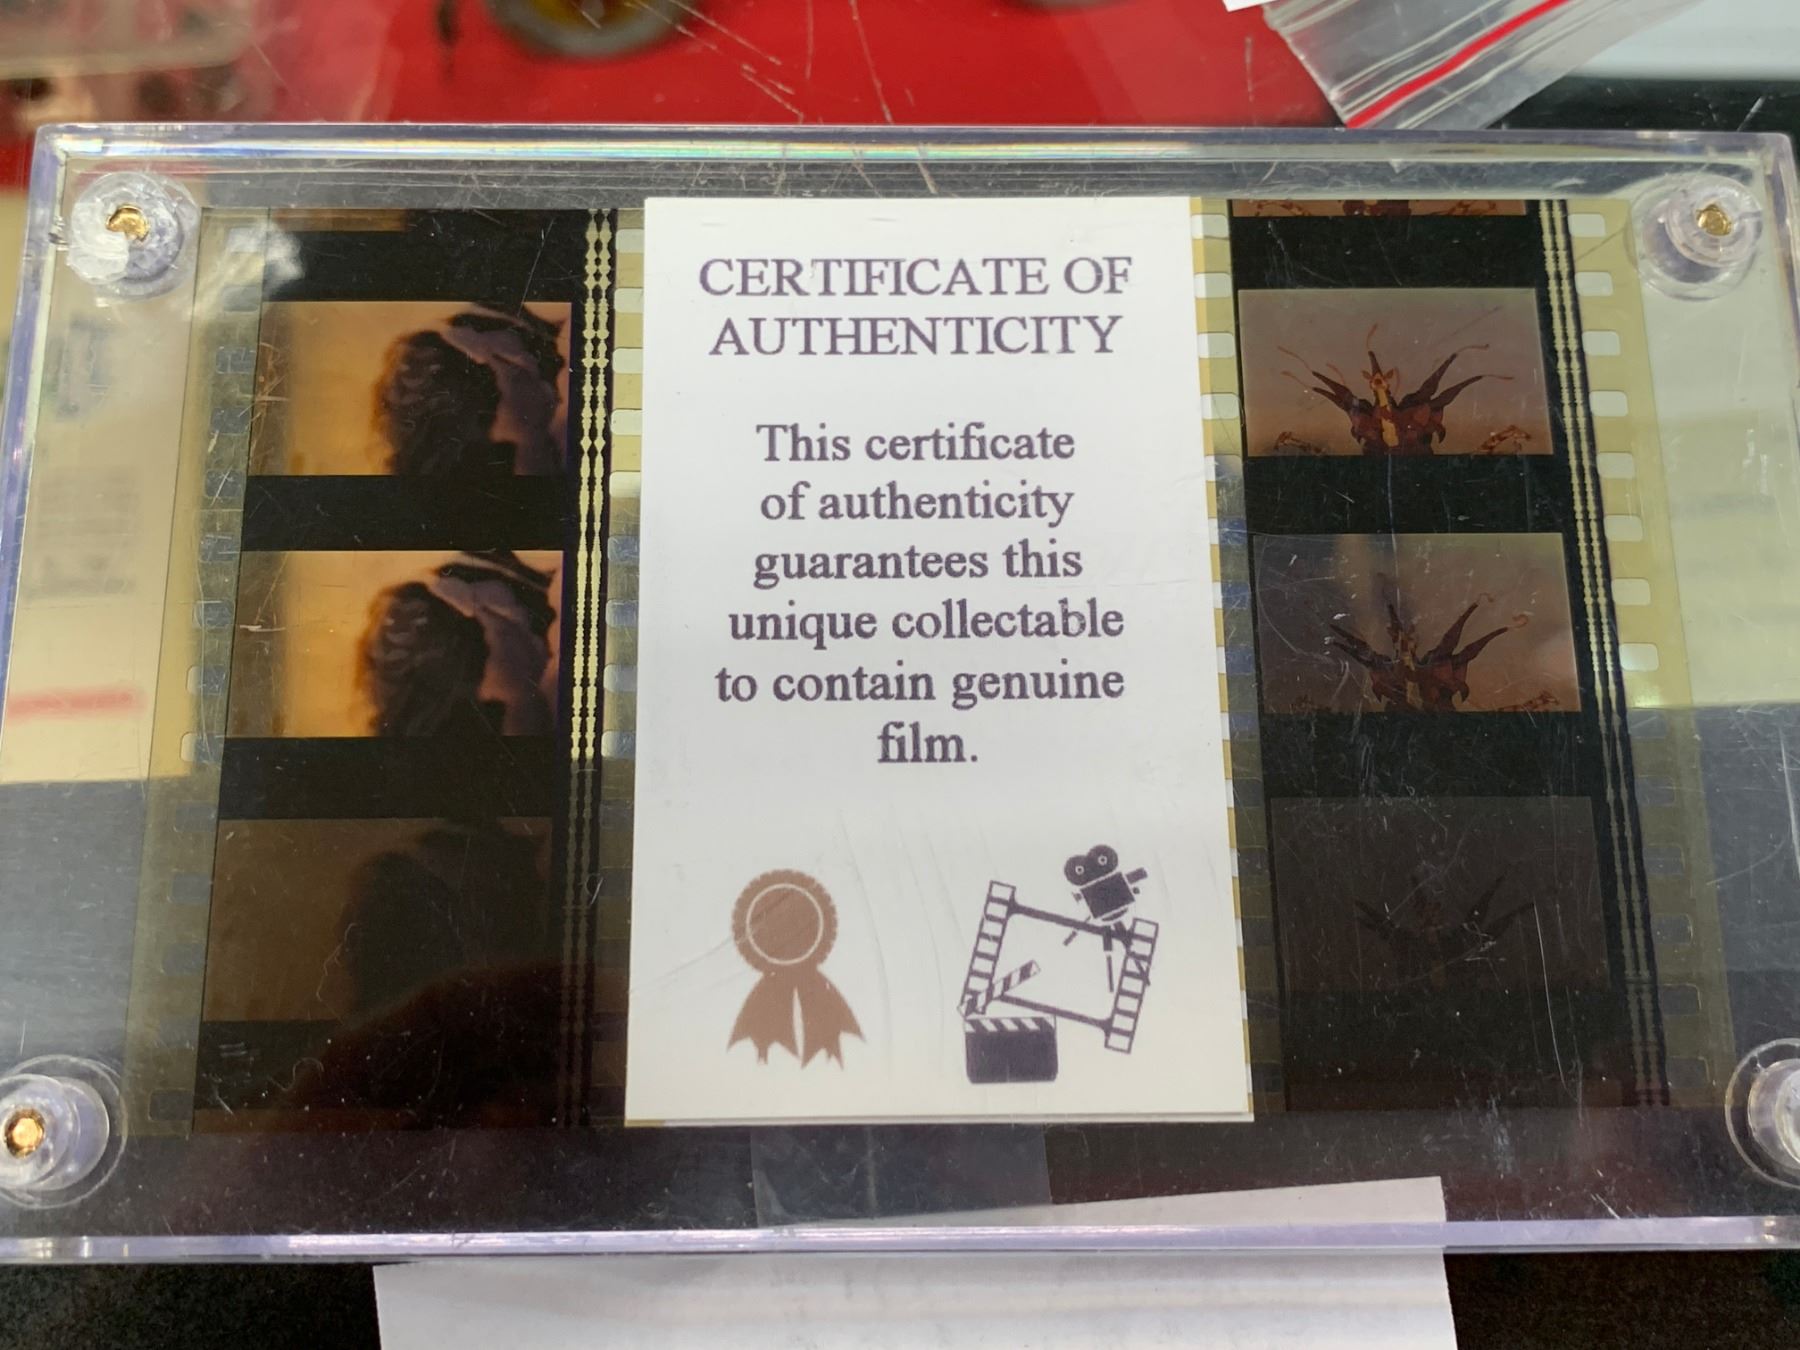 CERTIFICATE OF
AUTHENTICITY
This certificate
of authenticity
guarantees this
unique collectable
to contain genuine
film.